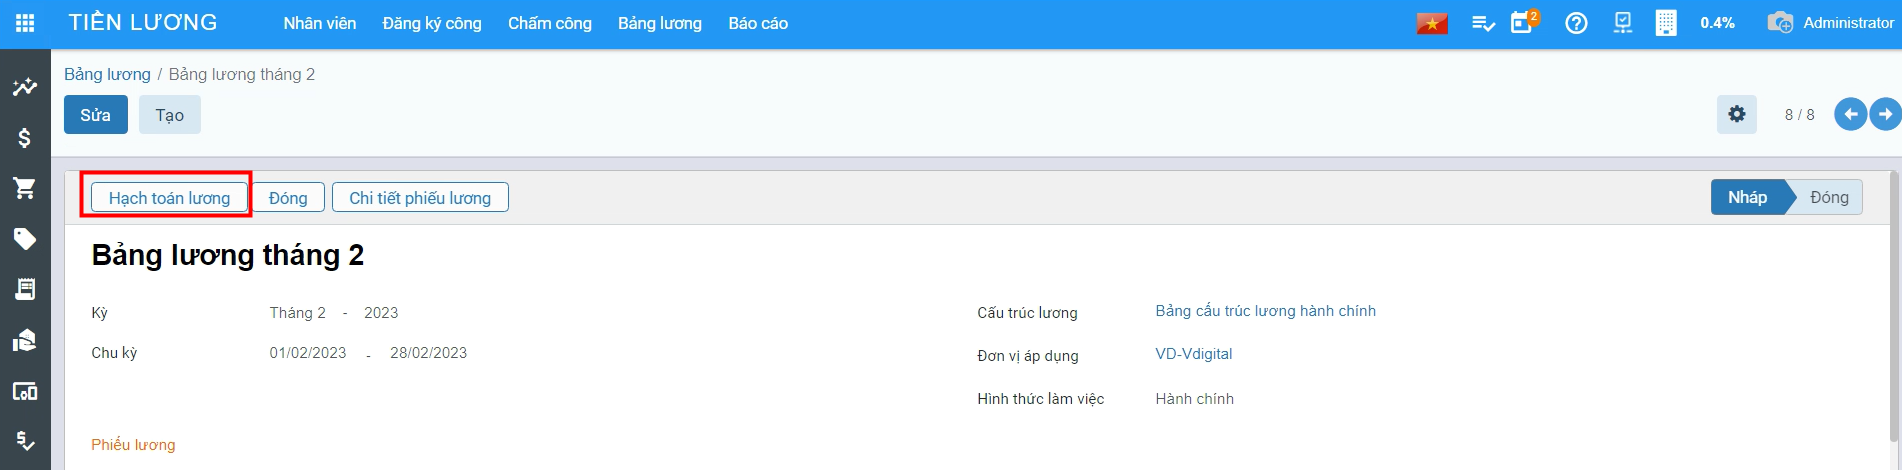 TIỀN LƯƠNG Nhân viên Đăng ký công Chấm công Bảng lương Báo cáo 2 0.4% Administrator
Bảng lương / Bảng lương tháng 2
Sửa Tạo 8 / 8
Hạch toán lương Đóng Chi tiết phiếu lương Nháp Đóng
Bảng lương tháng 2
Kỳ Tháng 2 - 2023 Cấu trúc lương Bảng cấu trúc lương hành chính
Chu kỳ 01/02/2023 - 28/02/2023 Đơn vị áp dụng VD-Vdigital
Hình thức làm việc Hành chính
Phiếu lương